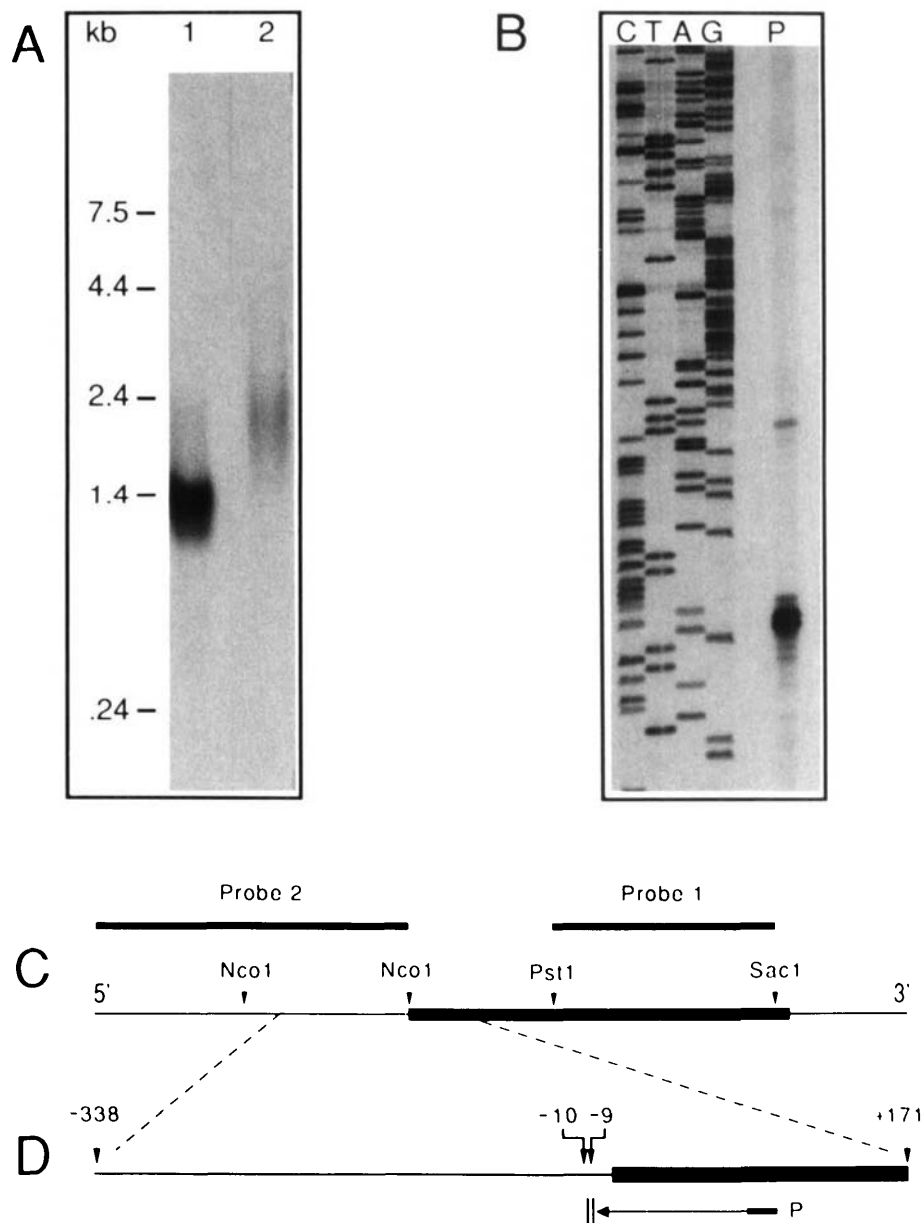 A
kb 1 2
7.5
4.4
2.4
1.4
.24
B
C T A G P
Probe 2 Probe 1
C
Nco1 Nco1 Pst1 Sac1
5' 3'
-338 -10 -9 +171
D
P